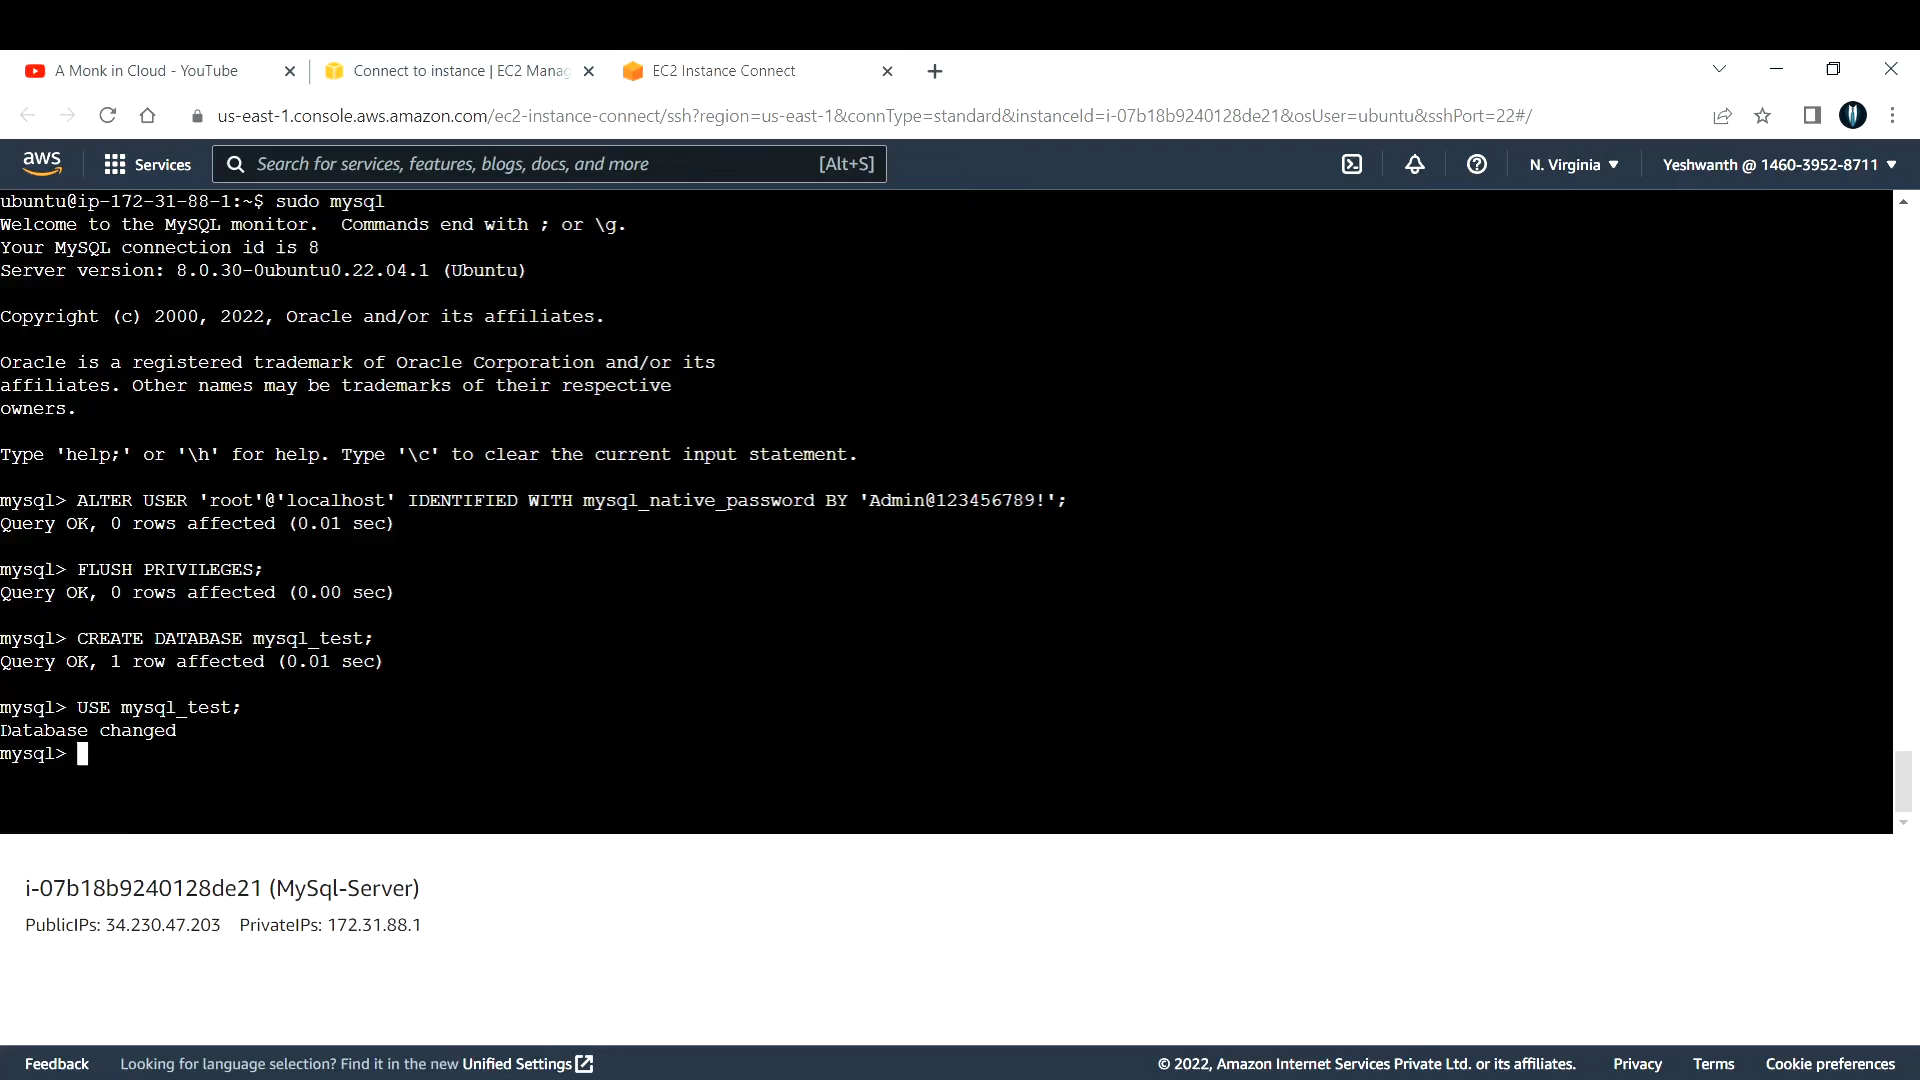 A Monk in Cloud - YouTube
Connect to instance | EC2 Manag
EC2 Instance Connect
us-east-1.console.aws.amazon.com/ec2-instance-connect/ssh?region=us-east-1&connType=standard&instanceId=i-07b18b9240128de21&osUser=ubuntu&sshPort=22#/
aws
Services
Search for services, features, blogs, docs, and more
[Alt+S]
N. Virginia
Yeshwanth @ 1460-3952-8711
ubuntu@ip-172-31-88-1:~$ sudo mysql
Welcome to the MySQL monitor.  Commands end with ; or \g.
Your MySQL connection id is 8
Server version: 8.0.30-0ubuntu0.22.04.1 (Ubuntu)
Copyright (c) 2000, 2022, Oracle and/or its affiliates.
Oracle is a registered trademark of Oracle Corporation and/or its
affiliates. Other names may be trademarks of their respective
owners.
Type 'help;' or '\h' for help. Type '\c' to clear the current input statement.
mysql> ALTER USER 'root'@'localhost' IDENTIFIED WITH mysql_native_password BY 'Admin@123456789!';
Query OK, 0 rows affected (0.01 sec)
mysql> FLUSH PRIVILEGES;
Query OK, 0 rows affected (0.00 sec)
mysql> CREATE DATABASE mysql_test;
Query OK, 1 row affected (0.01 sec)
mysql> USE mysql_test;
Database changed
mysql>
i-07b18b9240128de21 (MySql-Server)
PublicIPs: 34.230.47.203 PrivateIPs: 172.31.88.1
Feedback
Looking for language selection? Find it in the new Unified Settings
© 2022, Amazon Internet Services Private Ltd. or its affiliates.
Privacy
Terms
Cookie preferences